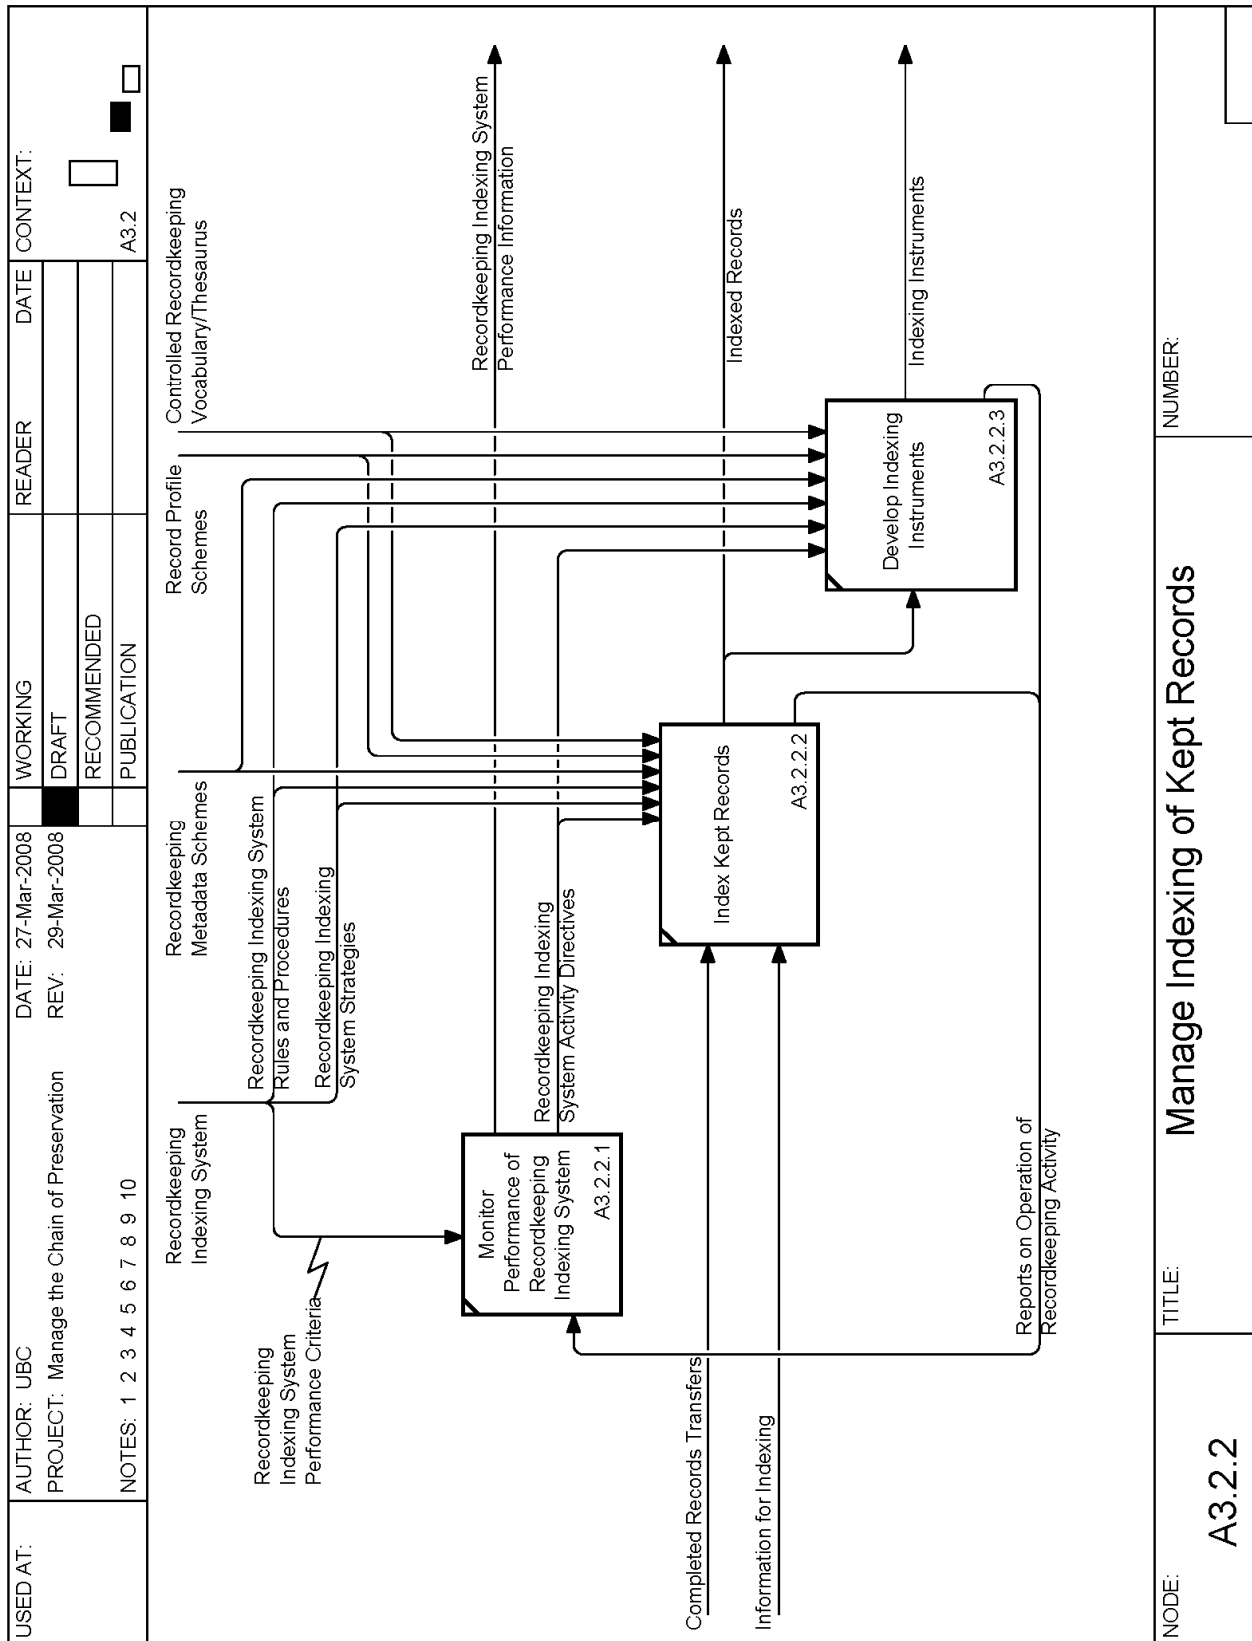 USED AT:
AUTHOR: UBC
PROJECT: Manage the Chain of Preservation
NOTES: 1 2 3 4 5 6 7 8 9 10
DATE: 27-Mar-2008
REV: 29-Mar-2008
WORKING
DRAFT
RECOMMENDED
PUBLICATION
READER
DATE
CONTEXT:
A3.2
Recordkeeping
Indexing System
Recordkeeping
Metadata Schemes
Record Profile
Schemes
Controlled Recordkeeping
Vocabulary/Thesaurus
Recordkeeping Indexing System
Rules and Procedures
Recordkeeping Indexing
System Strategies
Recordkeeping
Indexing System
Performance Criteria
Monitor
Performance of
Recordkeeping
Indexing System
A3.2.2.1
Recordkeeping Indexing System
Performance Information
Recordkeeping Indexing
System Activity Directives
Completed Records Transfers
Information for Indexing
Index Kept Records
A3.2.2.2
Indexed Records
Develop Indexing
Instruments
A3.2.2.3
Indexing Instruments
Reports on Operation of
Recordkeeping Activity
NODE:
A3.2.2
TITLE:
Manage Indexing of Kept Records
NUMBER: